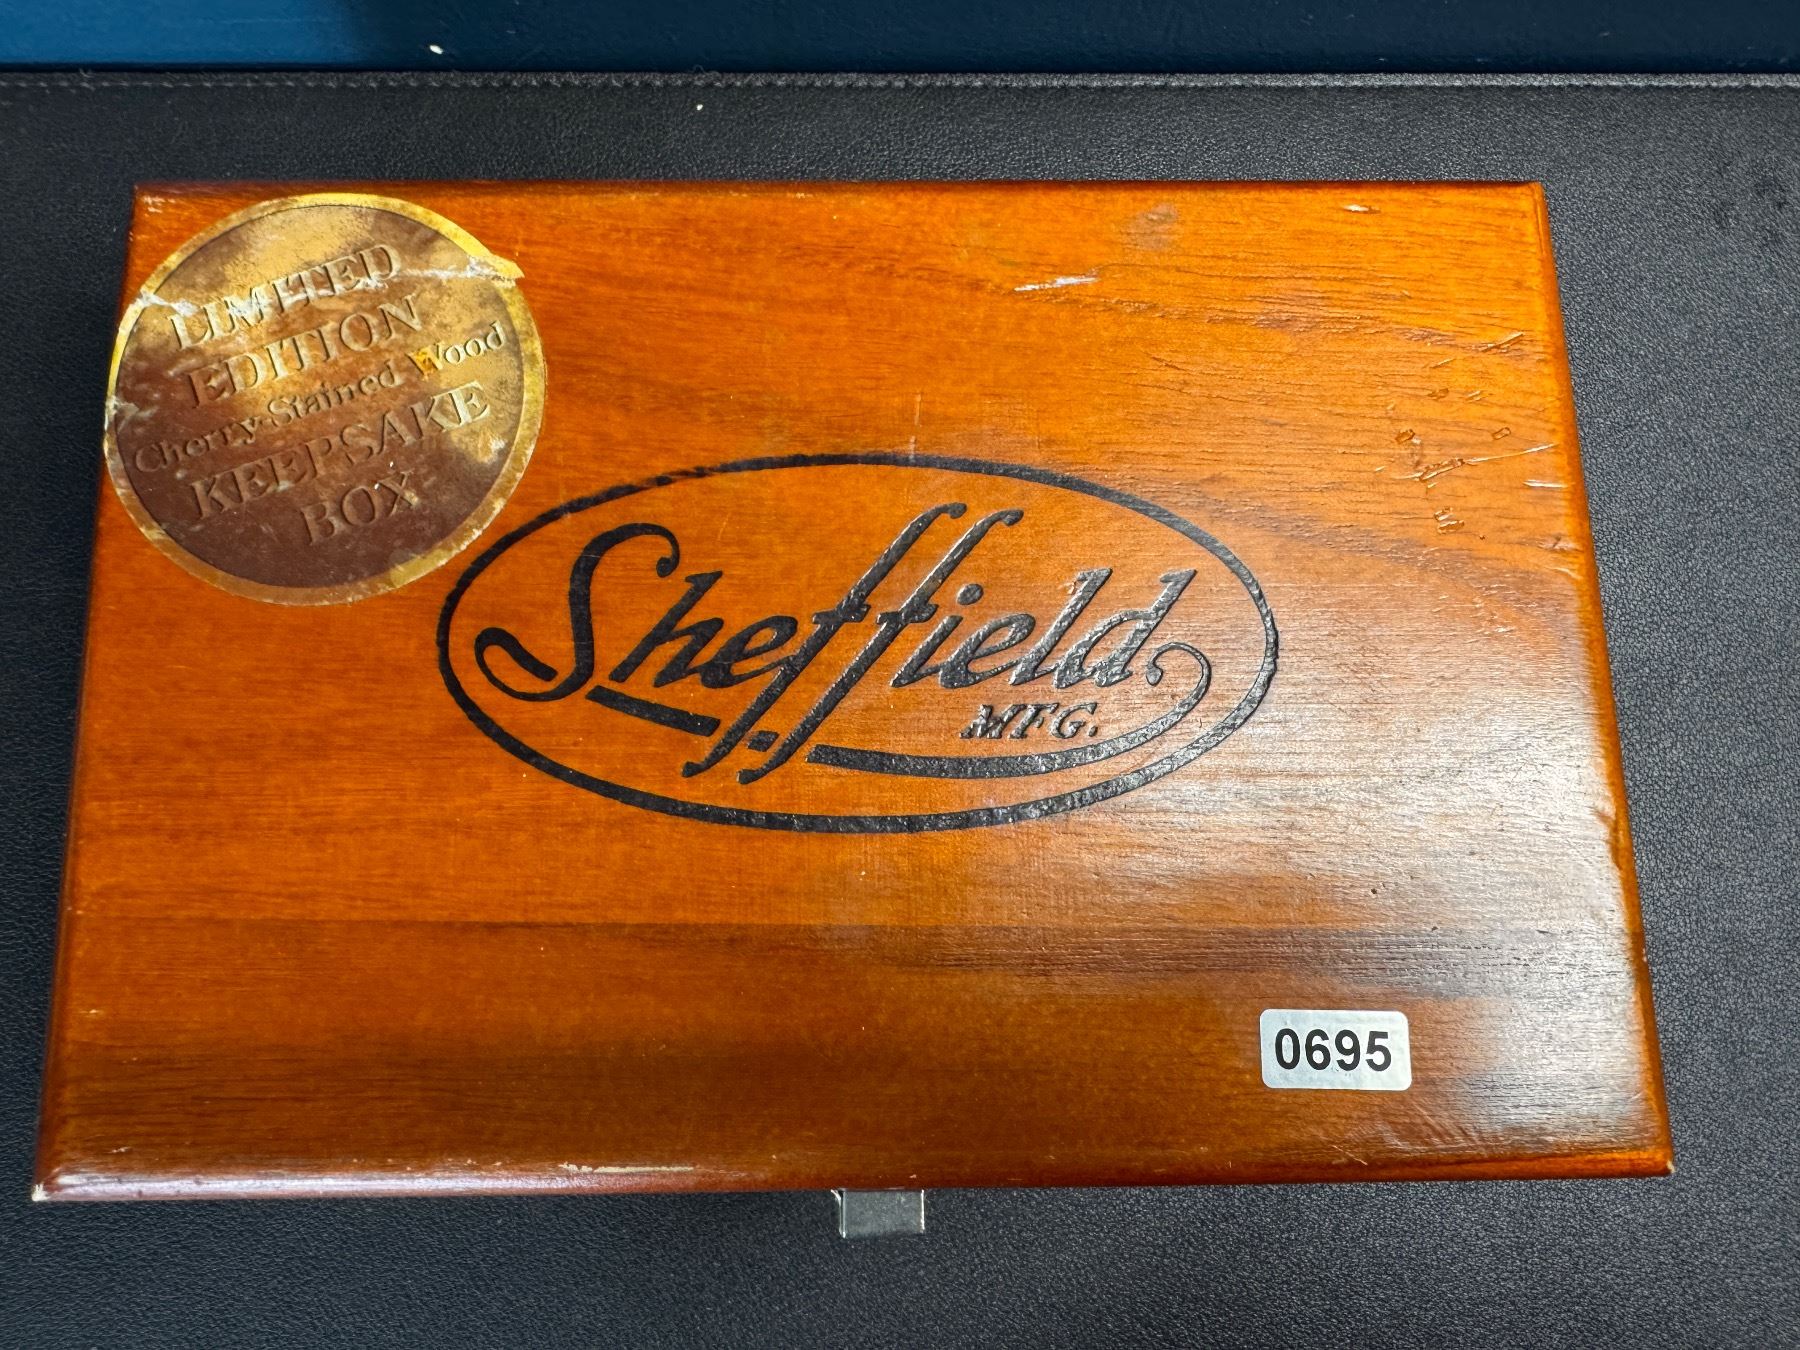 LIMITED
EDITION
Cherry-Stained Wood
KEEPSAKE
BOX
Sheffield
MFG.
0695